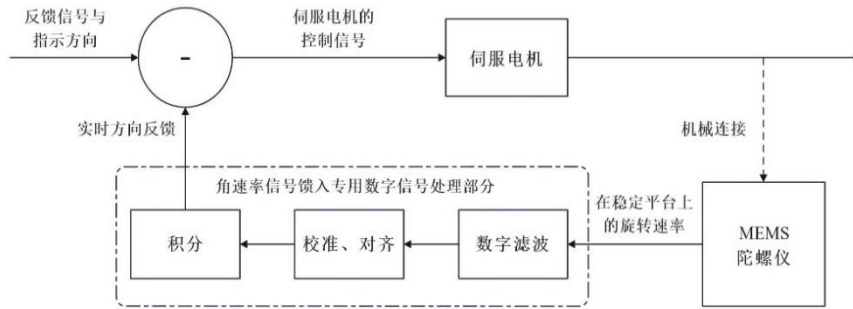 反馈信号与
指示方向
-
伺服电机的
控制信号
伺服电机
实时方向反馈
机械连接
角速率信号馈入专用数字信号处理部分
积分
校准、对齐
数字滤波
在稳定平台上
的旋转速率
MEMS
陀螺仪